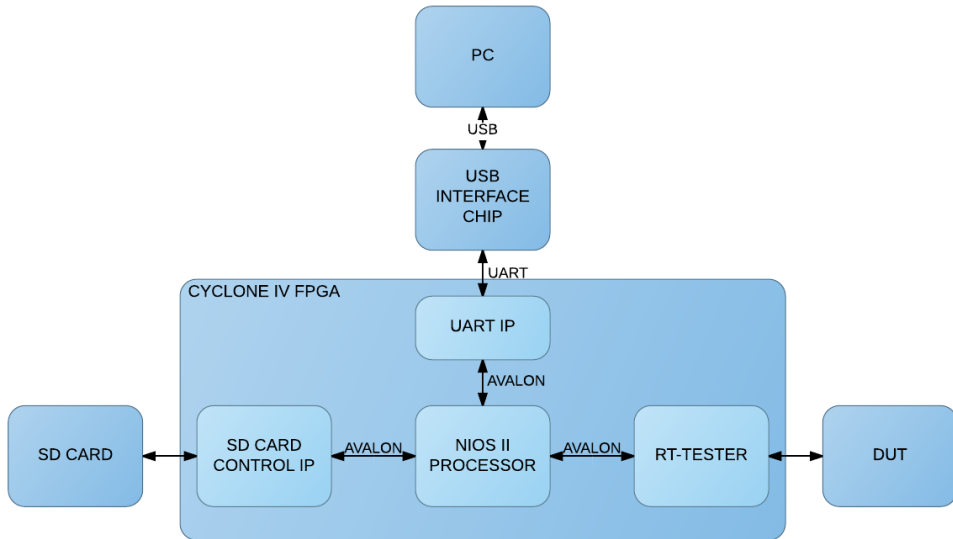 PC
USB
USB
INTERFACE
CHIP
UART
CYCLONE IV FPGA
UART IP
AVALON
SD CARD
SD CARD
CONTROL IP
AVALON
NIOS II
PROCESSOR
AVALON
RT-TESTER
DUT